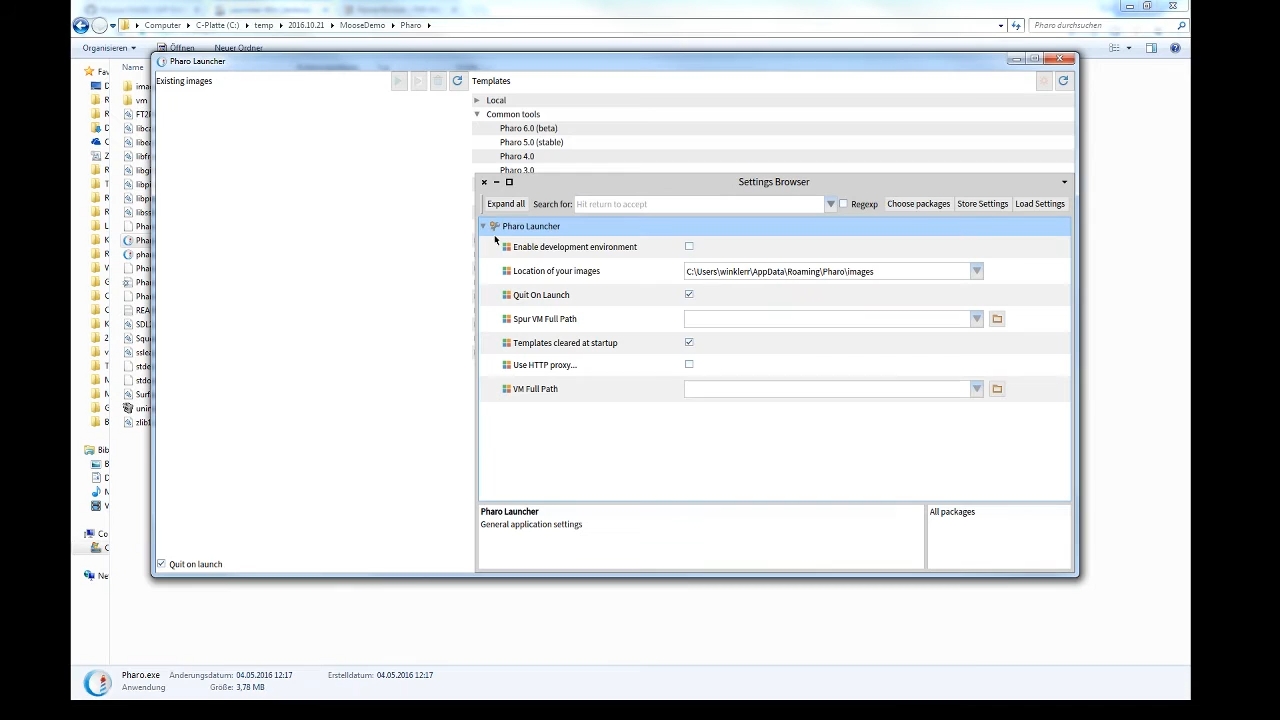 Computer ▸ C-Platte (C:) ▸ temp ▸ 2016.10.21 ▸ MooseDemo ▸ Pharo ▸
Pharo durchsuchen
Organisieren
Öffnen
Neuer Ordner
Pharo Launcher
Name
Existing images
Templates
Local
Common tools
Pharo 6.0 (beta)
Pharo 5.0 (stable)
Pharo 4.0
Pharo 3.0
Settings Browser
Expand all
Search for:
Hit return to accept
Regexp
Choose packages
Store Settings
Load Settings
Pharo Launcher
Enable development environment
Location of your images
C:\Users\winklerr\AppData\Roaming\Pharo\images
Quit On Launch
Spur VM Full Path
Templates cleared at startup
Use HTTP proxy...
VM Full Path
Pharo Launcher
General application settings
All packages
Quit on launch
Pharo.exe
Änderungsdatum: 04.05.2016 12:17
Erstelldatum: 04.05.2016 12:17
Anwendung
Größe: 3,78 MB